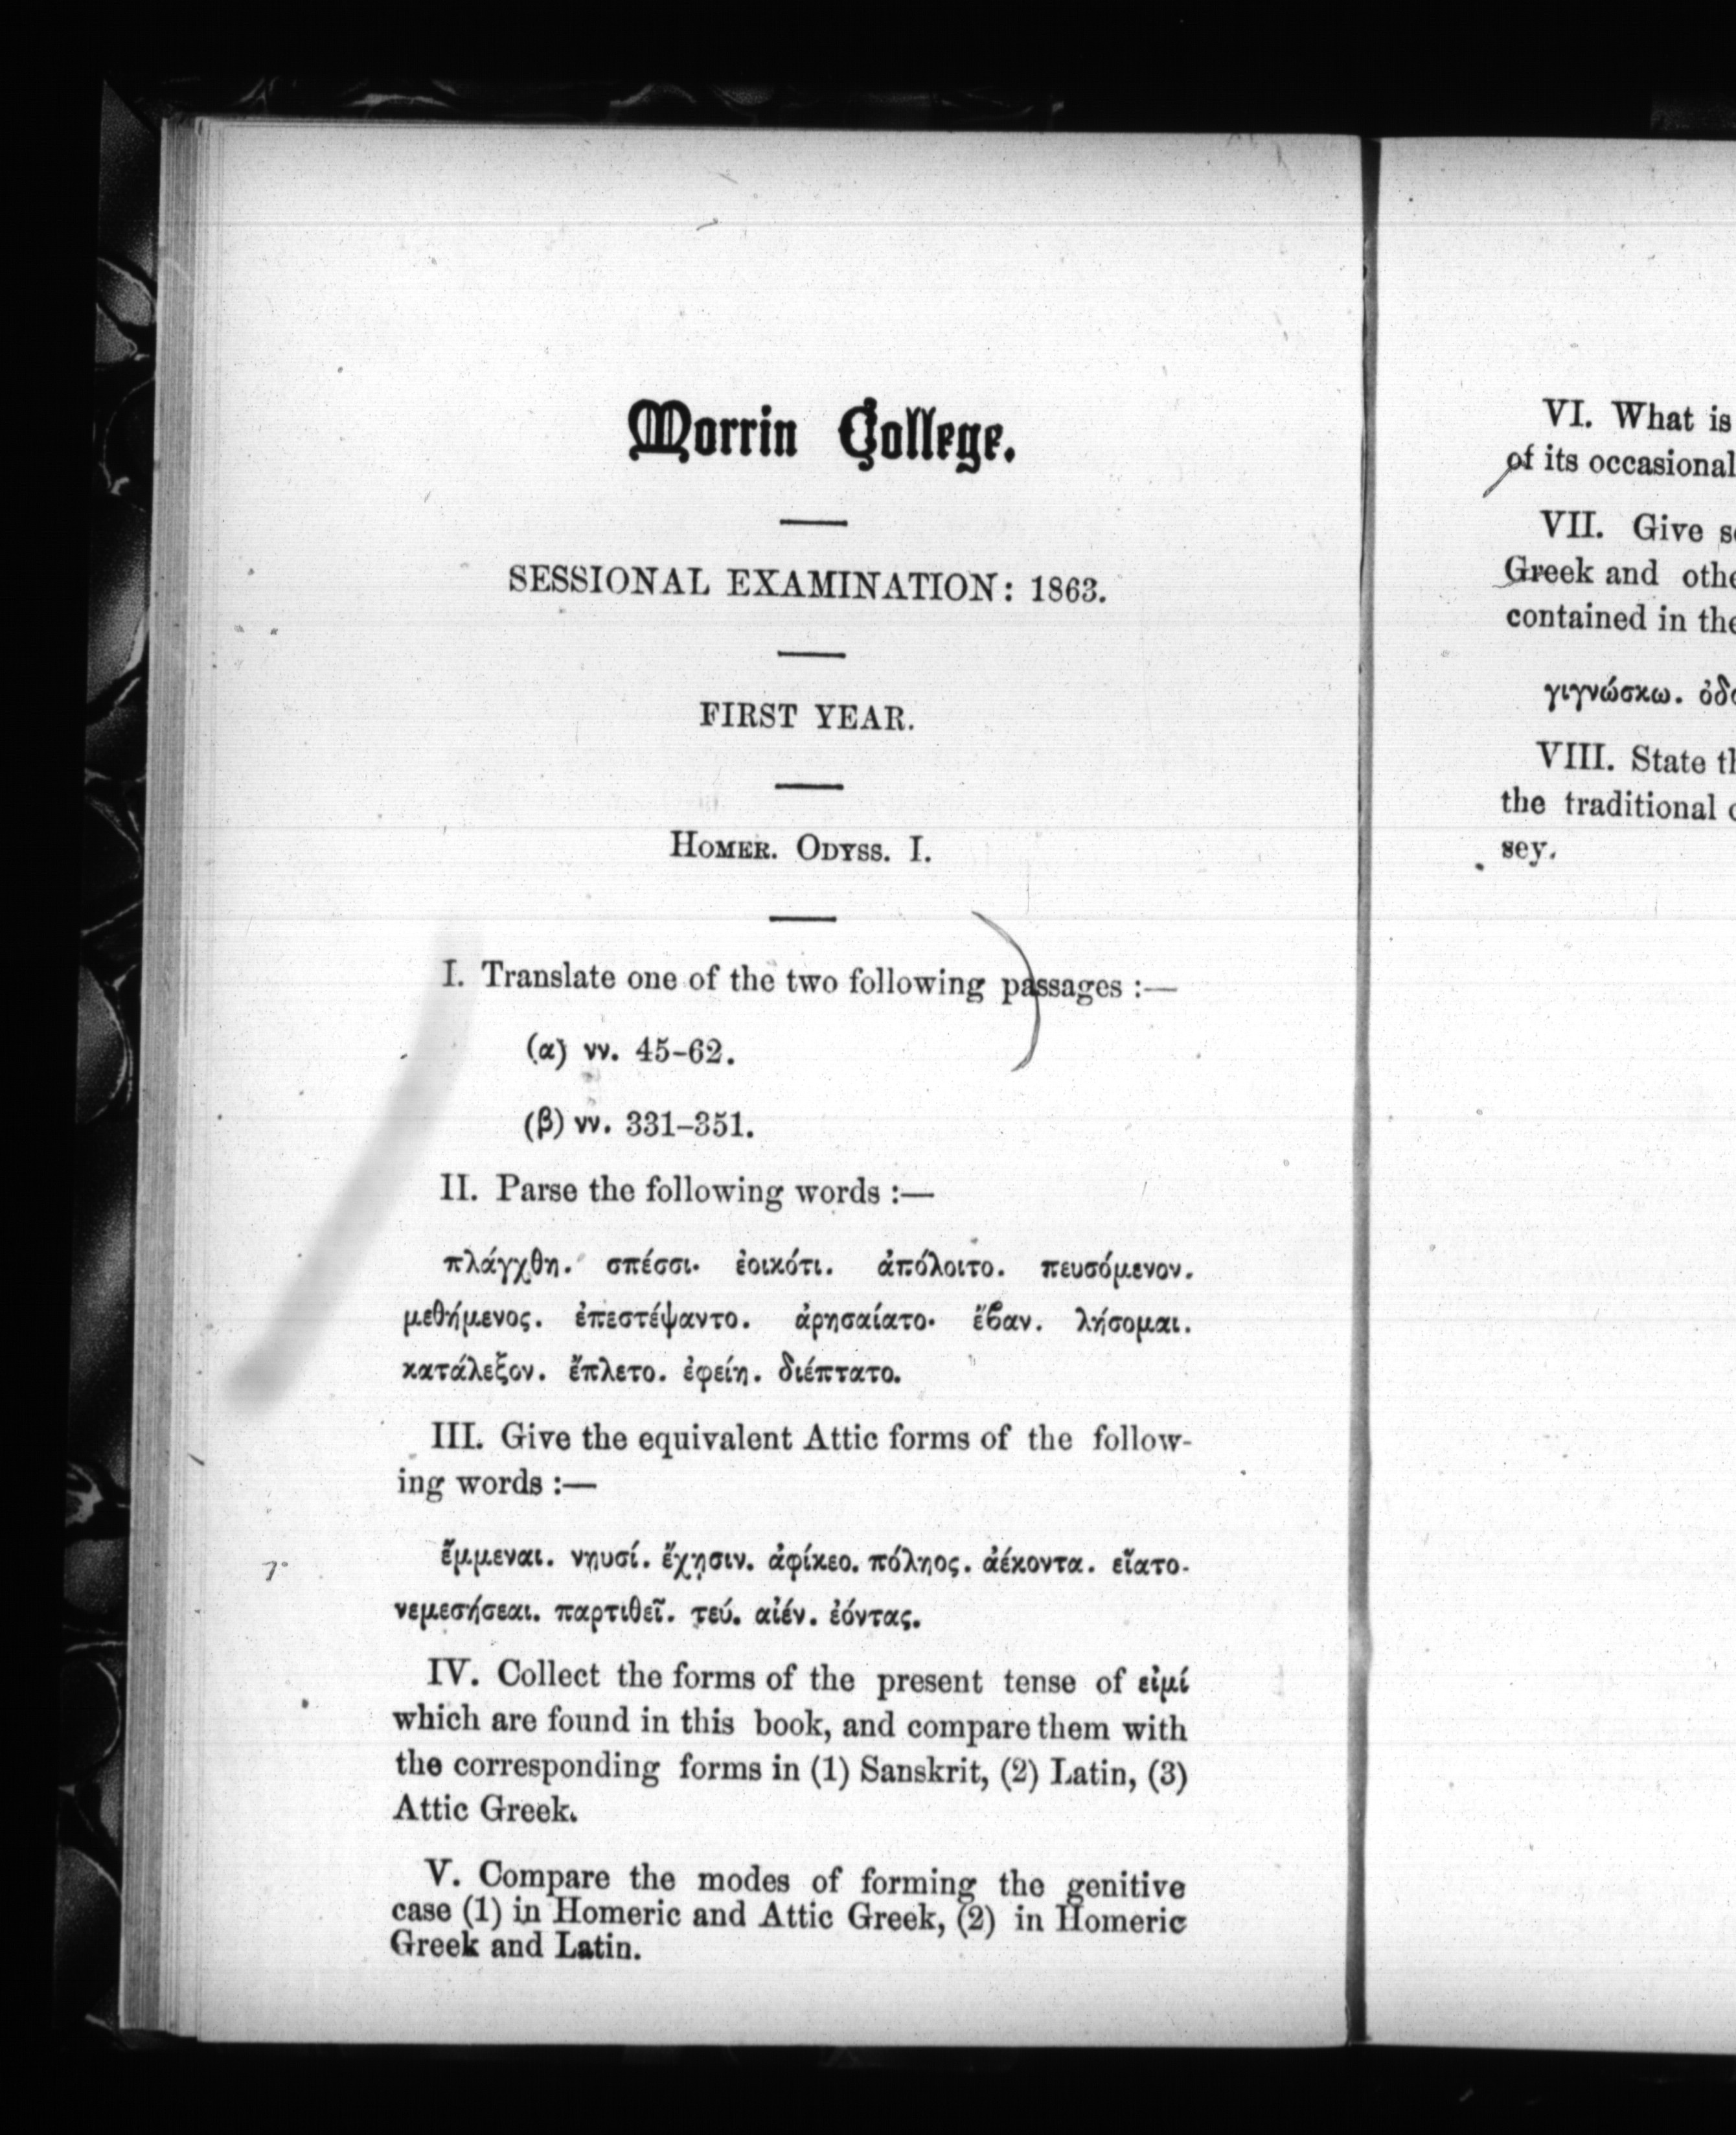 Morrin College.
SESSIONAL EXAMINATION: 1863.
FIRST YEAR.
HOMER. ODYSS. I.
I. Translate one of the two following passages :—
(α) vv. 45-62.
(β) vv. 331-351.
II. Parse the following words :—
πλάγχθη. σπέσσι. ἐοικότι. ἀπόλοιτο. πευσόμενον.
μεθήμενος. ἐπεστέψαντο. ἀρησαίατο. ἔϐαν. λήσομαι.
κατάλεξον. ἔπλετο. ἐφείη. διέπτατο.
III. Give the equivalent Attic forms of the follow-
ing words :—
ἔμμεναι. νηυσί. ἔχῃσιν. ἀφίκεο. πόληος. ἀέκοντα. εἵατο.
νεμεσήσεαι. παρτιθεῖ. τεύ. αἰέν. ἐόντας.
IV. Collect the forms of the present tense of εἰμί
which are found in this book, and compare them with
the corresponding forms in (1) Sanskrit, (2) Latin, (3)
Attic Greek.
V. Compare the modes of forming the genitive
case (1) in Homeric and Attic Greek, (2) in Homeric
Greek and Latin.
VI. What is
of its occasional
VII. Give
Greek and
contained in the
γιγνώσκω.
VIII. State
the traditional
sey.